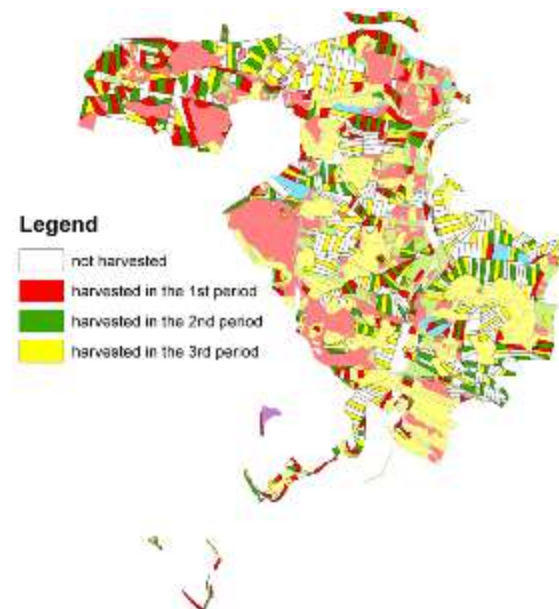 Legend
not harvested
harvested in the 1st period
harvested in the 2nd period
harvested in the 3rd period